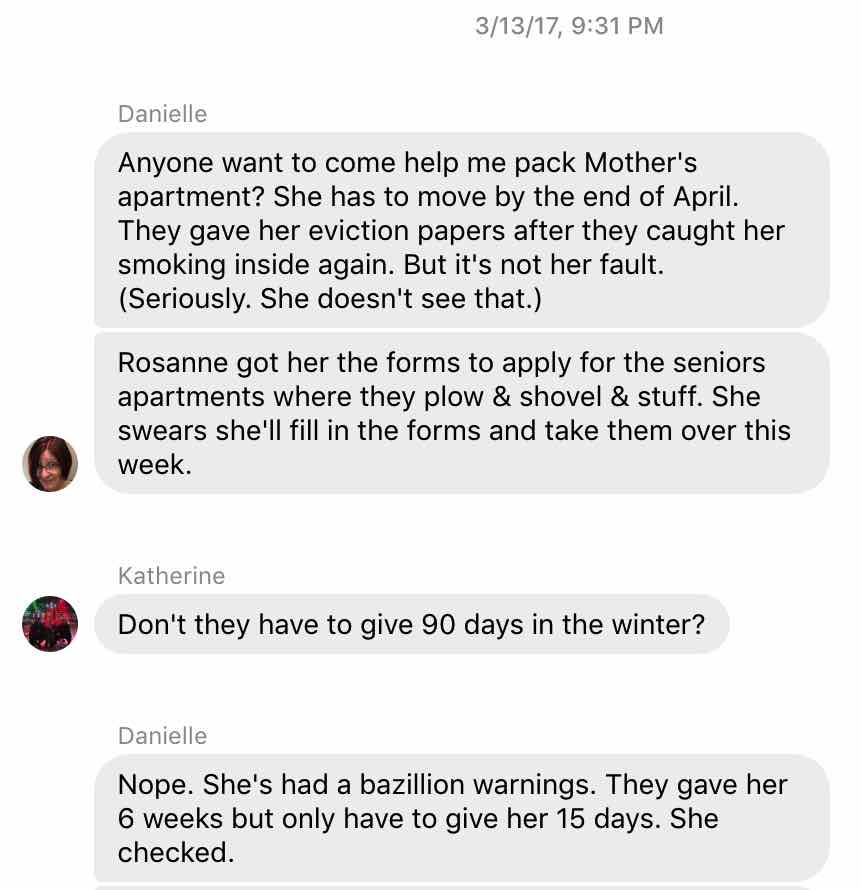 3/13/17, 9:31 PM
Danielle
Anyone want to come help me pack Mother's
apartment? She has to move by the end of April.
They gave her eviction papers after they caught her
smoking inside again. But it's not her fault.
(Seriously. She doesn't see that.)
Rosanne got her the forms to apply for the seniors
apartments where they plow & shovel & stuff. She
swears she'll fill in the forms and take them over this
week.
Katherine
Don't they have to give 90 days in the winter?
Danielle
Nope. She's had a bazillion warnings. They gave her
6 weeks but only have to give her 15 days. She
checked.